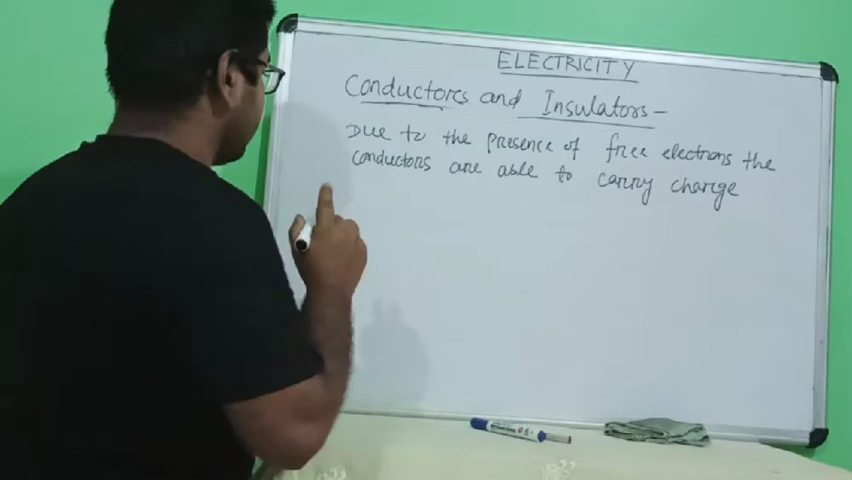 ELECTRICITY
Conductors and Insulators-
Due to the presence of free electrons the
conductors are able to carry charge